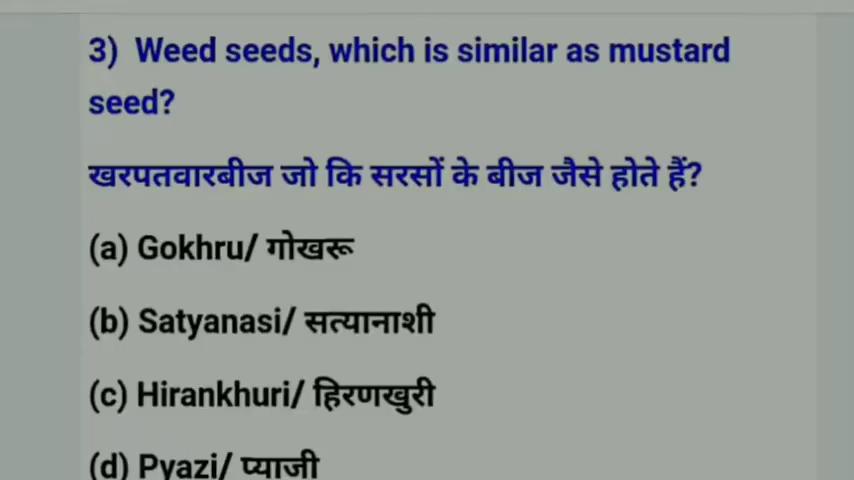 3) Weed seeds, which is similar as mustard
seed?
खरपतवारबीज जो कि सरसों के बीज जैसे होते हैं?
(a) Gokhru/ गोखरू
(b) Satyanasi/ सत्यानाशी
(c) Hirankhuri/ हिरणखुरी
(d) Pyazi/ प्याजी